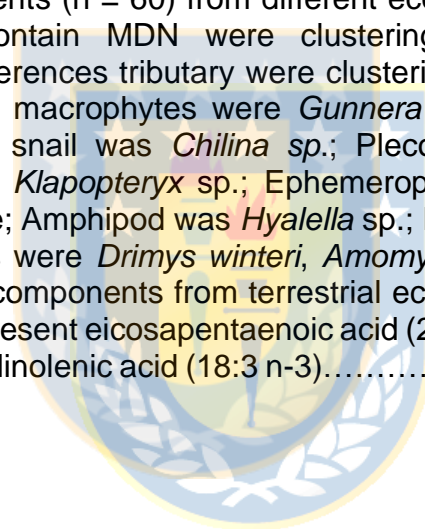 ents (n = 60) from different eco
ontain MDN were clustering
erences tributary were clusteri
macrophytes were Gunnera
snail was Chilina sp.; Pleco
Klapopteryx sp.; Ephemerop
e; Amphipod was Hyalella sp.;
were Drimys winteri, Amomy
components from terrestrial ec
esent eicosapentaenoic acid (2
linolenic acid (18:3 n-3)……….